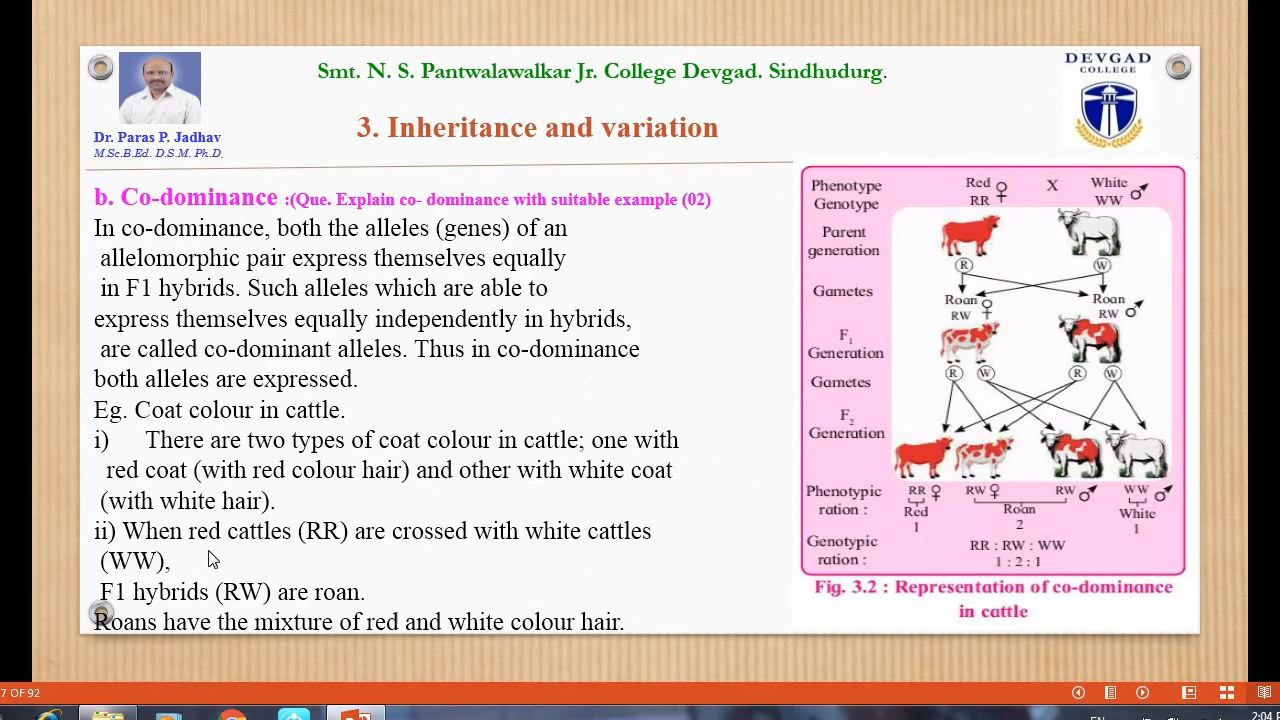 Smt. N. S. Pantwalawalkar Jr. College Devgad. Sindhudurg.
DEVGAD
COLLEGE
Dr. Paras P. Jadhav
M.Sc.B.Ed. D.S.M. Ph.D.
3. Inheritance and variation
b. Co-dominance :(Que. Explain co- dominance with suitable example (02)
In co-dominance, both the alleles (genes) of an
allelomorphic pair express themselves equally
in F1 hybrids. Such alleles which are able to
express themselves equally independently in hybrids,
are called co-dominant alleles. Thus in co-dominance
both alleles are expressed.
Eg. Coat colour in cattle.
i) There are two types of coat colour in cattle; one with
red coat (with red colour hair) and other with white coat
(with white hair).
ii) When red cattles (RR) are crossed with white cattles
(WW),
F1 hybrids (RW) are roan.
Roans have the mixture of red and white colour hair.
Phenotype Red ♀ X White ♂
Genotype RR WW
Parent
generation
R W
Gametes
Roan ♀ Roan ♂
RW RW
F1
Generation
Gametes R W R W
F2
Generation
Phenotypic RR ♀ RW ♀ RW ♂ WW ♂
ration : Red Roan White
1 2 1
Genotypic RR : RW : WW
ration : 1 : 2 : 1
Fig. 3.2 : Representation of co-dominance
in cattle
7 OF 92
EN
2:04 P